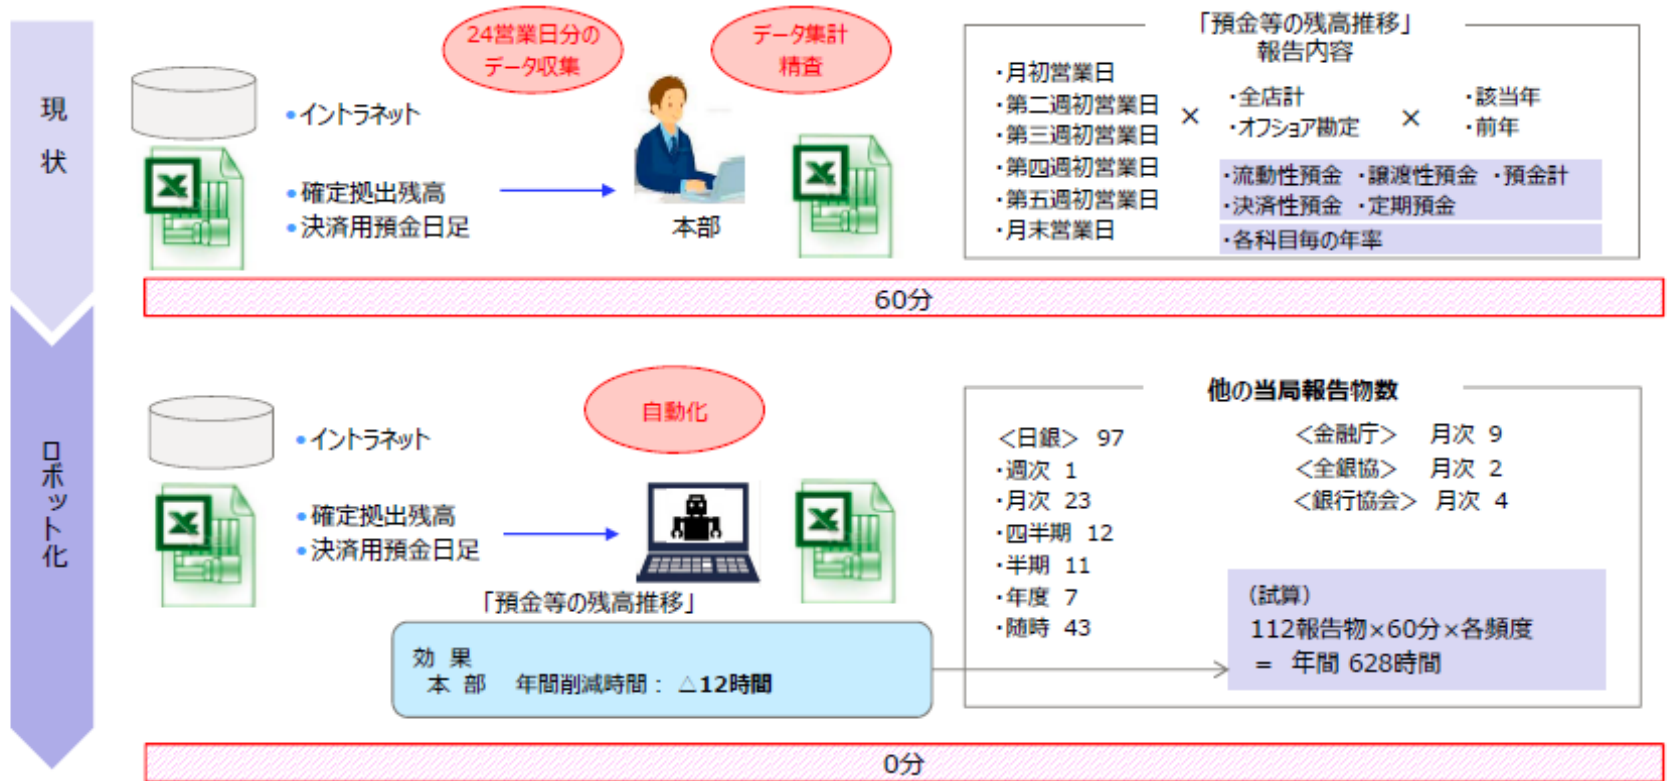 現状
24営業日分の
データ収集
データ集計
精査
・イントラネット
・確定拠出残高
・決済用預金日足
本部
「預金等の残高推移」
報告内容
・月初営業日
・第二週初営業日
・第三週初営業日
・第四週初営業日
・第五週初営業日
・月末営業日
×
・全店計
・オフショア勘定
×
・該当年
・前年
・流動性預金 ・譲渡性預金 ・預金計
・決済性預金 ・定期預金
・各科目毎の年率
60分
ロボット化
自動化
・イントラネット
・確定拠出残高
・決済用預金日足
「預金等の残高推移」
効 果
本 部 年間削減時間： △12時間
他の当局報告物数
＜日銀＞ 97
・週次 1
・月次 23
・四半期 12
・半期 11
・年度 7
・随時 43
＜金融庁＞ 月次 9
＜全銀協＞ 月次 2
＜銀行協会＞ 月次 4
（試算）
112報告物×60分×各頻度
＝ 年間 628時間
0分